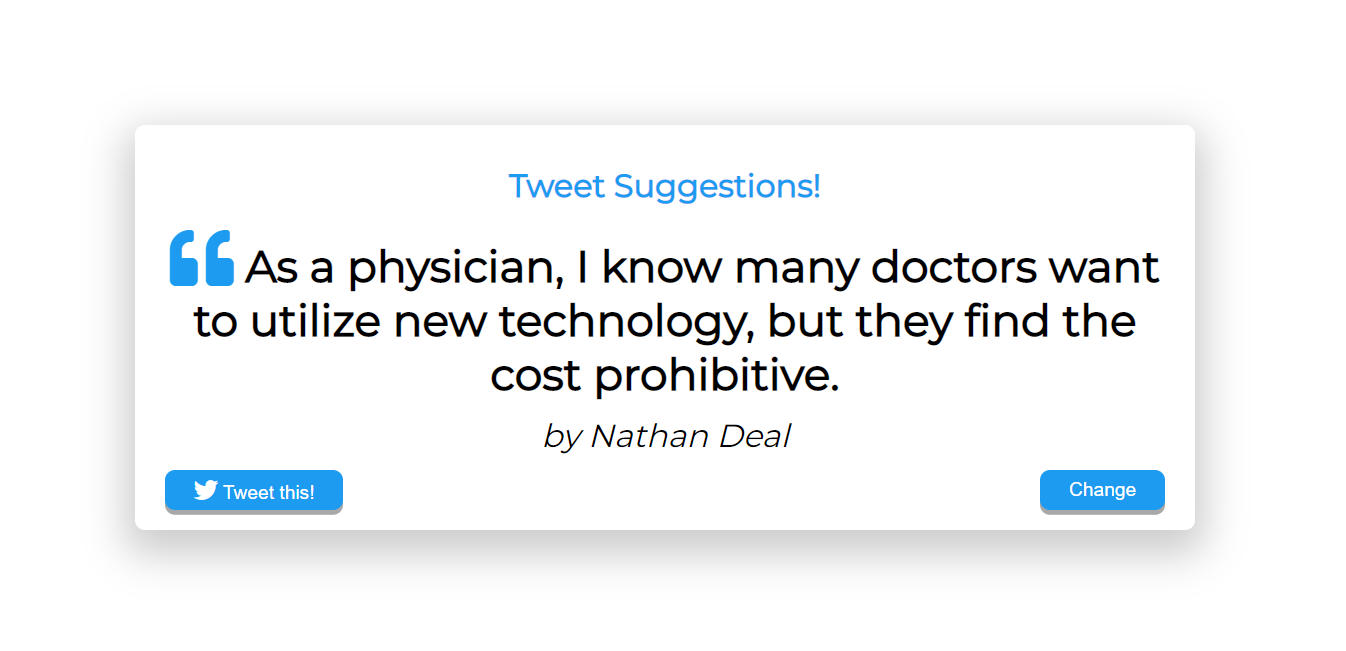 Tweet Suggestions!
“ As a physician, I know many doctors want
to utilize new technology, but they find the
cost prohibitive.
by Nathan Deal
Tweet this!
Change